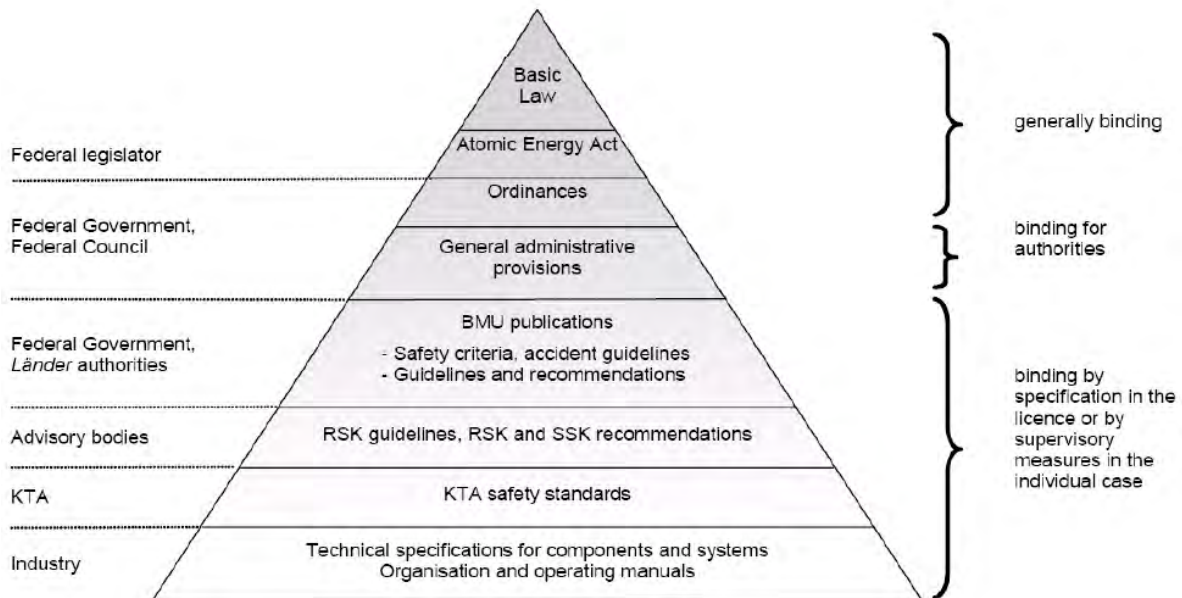 Basic
Law
generally binding
Atomic Energy Act
Federal legislator
Ordinances
Federal Government,
Federal Council
binding for
authorities
General administrative
provisions
BMU publications
Federal Government,
Länder authorities
- Safety criteria, accident guidelines
- Guidelines and recommendations
binding by
specification in the
licence or by
supervisory
measures in the
individual case
Advisory bodies
RSK guidelines, RSK and SSK recommendations
KTA
KTA safety standards
Industry
Technical specifications for components and systems
Organisation and operating manuals